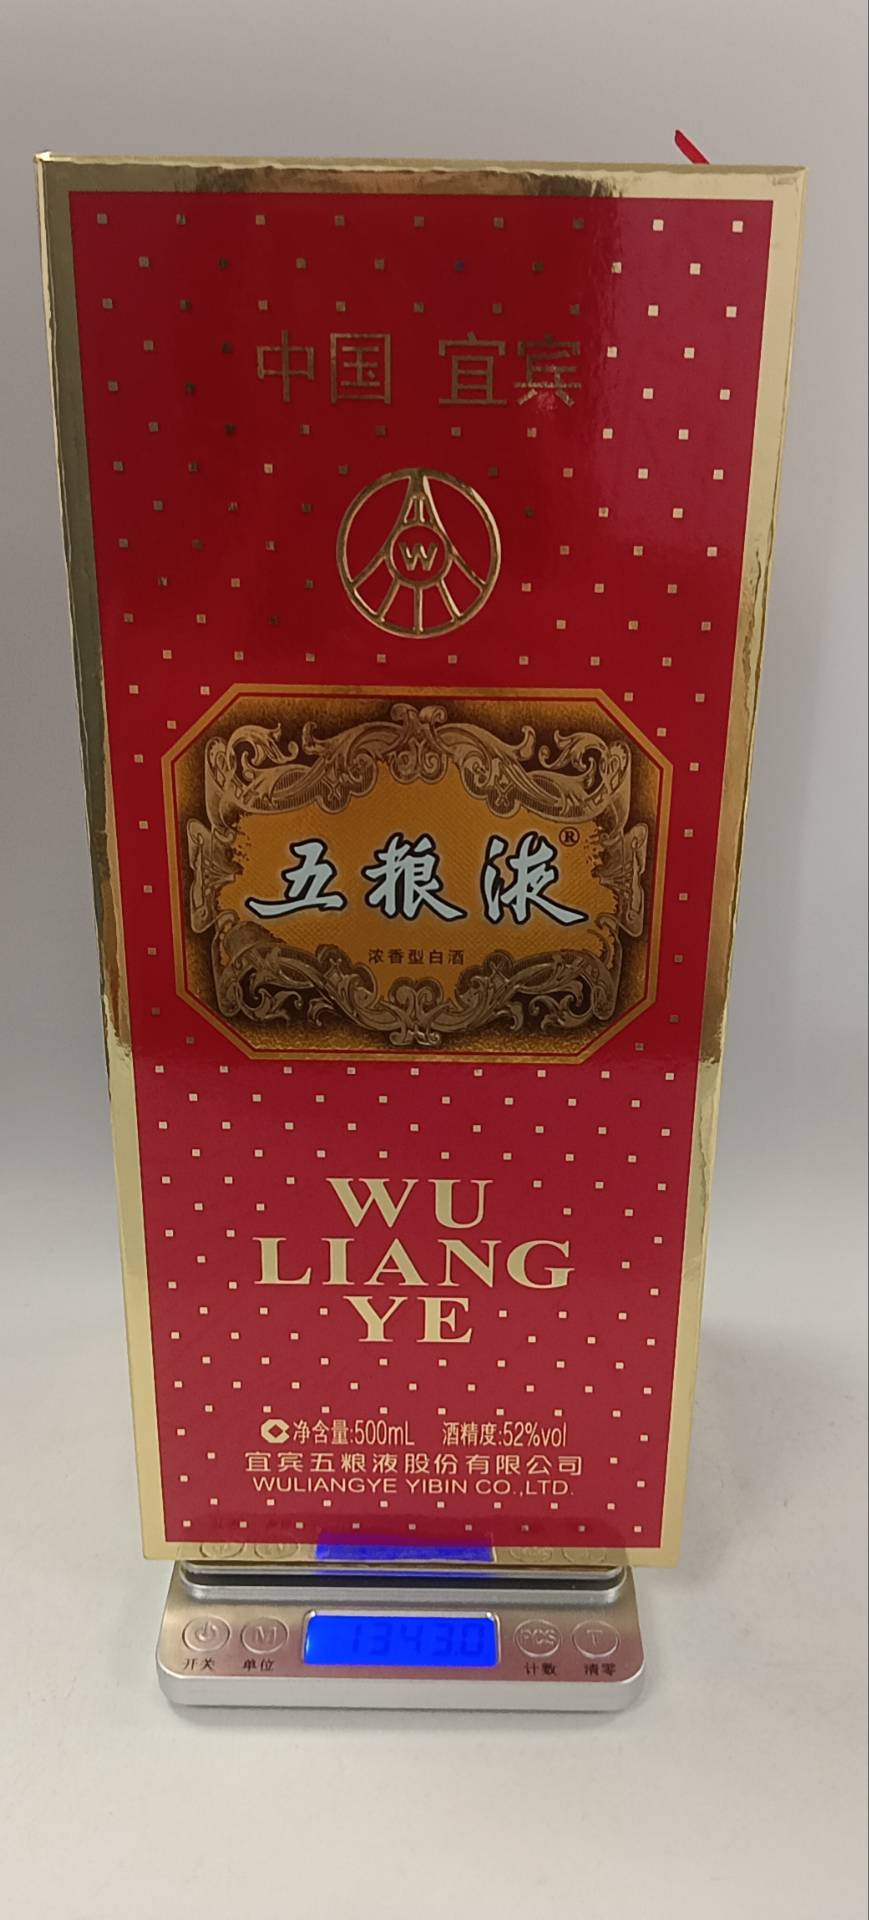 中国 宜宾
W
五粮液®
浓香型白酒
WU
LIANG
YE
净含量:500mL 酒精度:52%vol
宜宾五粮液股份有限公司
WULIANGYE YIBIN CO.,LTD.
M 1343.0 PCS T
开关 单位 计数 清零